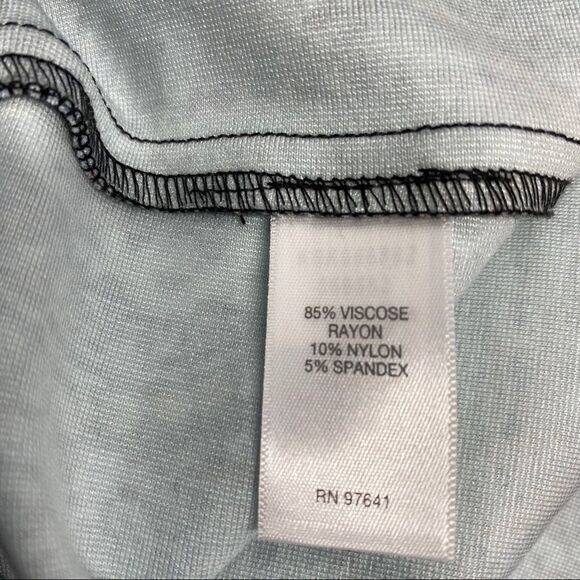 85% VISCOSE
RAYON
10% NYLON
5% SPANDEX
RN 97641